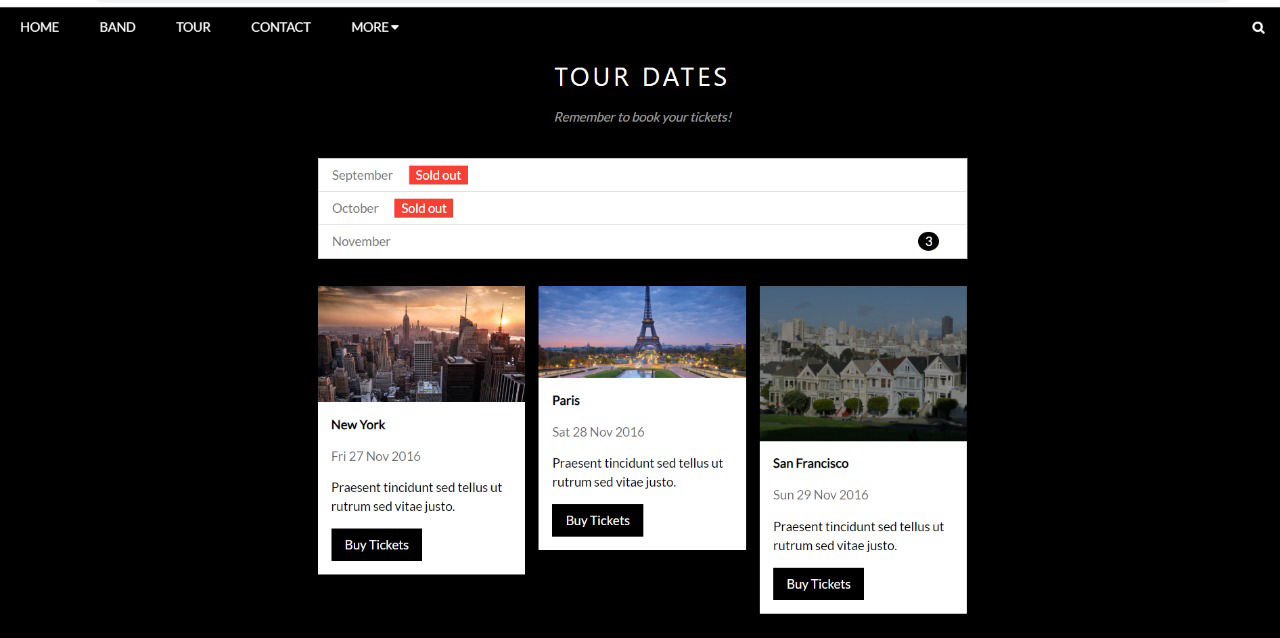 HOME BAND TOUR CONTACT MORE
TOUR DATES
Remember to book your tickets!
September Sold out
October Sold out
November 3
New York
Fri 27 Nov 2016
Praesent tincidunt sed tellus ut
rutrum sed vitae justo.
Buy Tickets
Paris
Sat 28 Nov 2016
Praesent tincidunt sed tellus ut
rutrum sed vitae justo.
Buy Tickets
San Francisco
Sun 29 Nov 2016
Praesent tincidunt sed tellus ut
rutrum sed vitae justo.
Buy Tickets